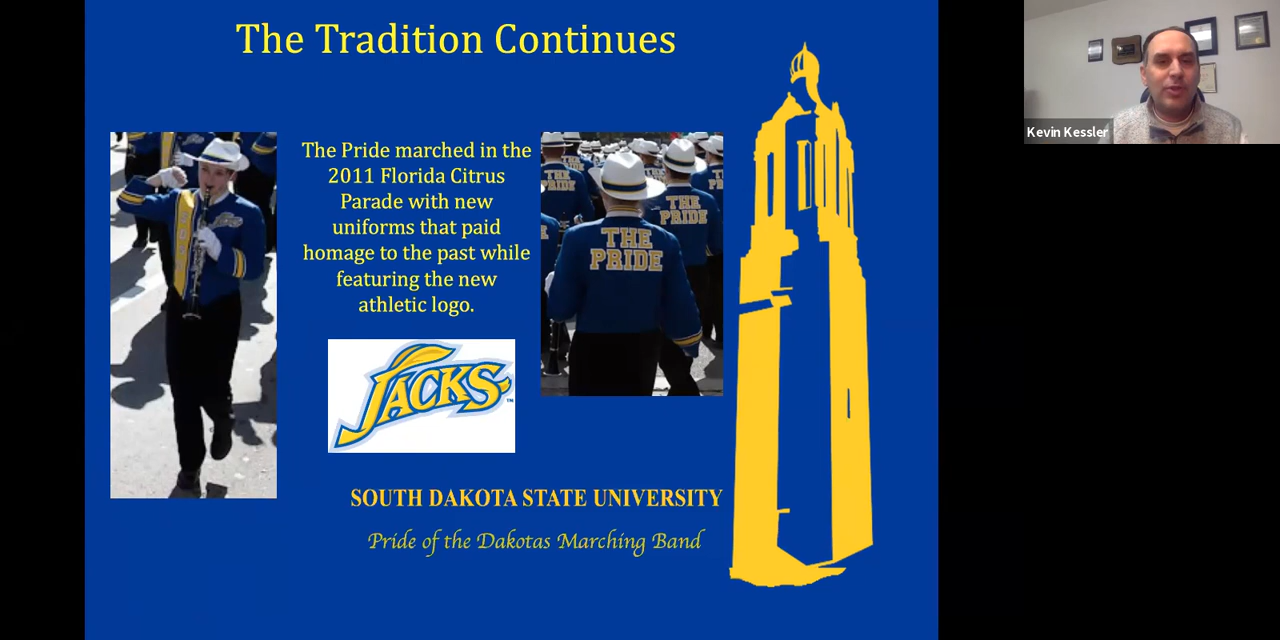 The Tradition Continues
The Pride marched in the
2011 Florida Citrus
Parade with new
uniforms that paid
homage to the past while
featuring the new
athletic logo.
THE
PRIDE
THE
PRIDE
THE
PRIDE
JACKS
SOUTH DAKOTA STATE UNIVERSITY
Pride of the Dakotas Marching Band
Kevin Kessler